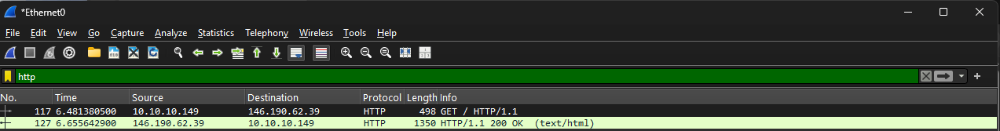 *Ethernet0
File Edit View Go Capture Analyze Statistics Telephony Wireless Tools Help
http
No. Time Source Destination Protocol Length Info
117 6.481380500 10.10.10.149 146.190.62.39 HTTP 498 GET / HTTP/1.1
127 6.655642900 146.190.62.39 10.10.10.149 HTTP 1350 HTTP/1.1 200 OK (text/html)